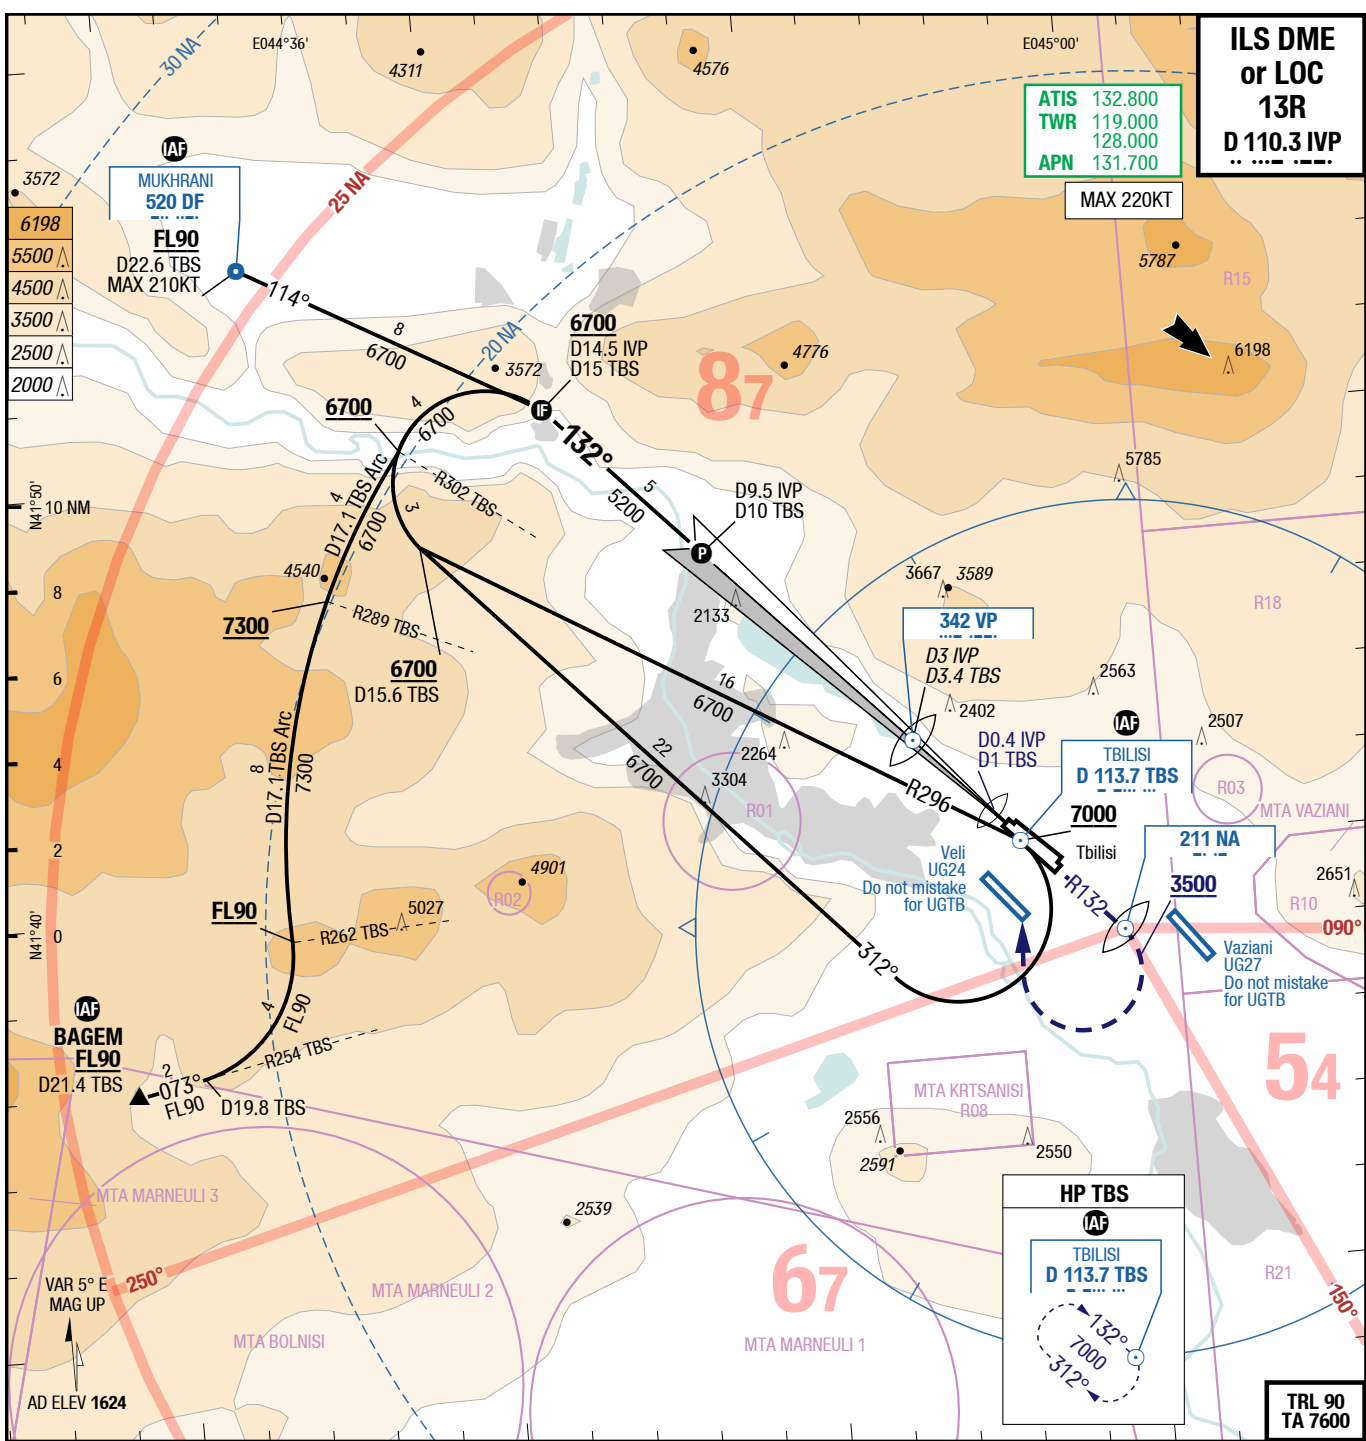 ILS DME
or LOC
13R
D 110.3 IVP
ATIS 132.800
TWR 119.000
128.000
APN 131.700
MAX 220KT
E044°36'
E045°00'
30 NA
25 NA
20 NA
4311
4576
3572
IAF
MUKHRANI
520 DF
FL90
D22.6 TBS
MAX 210KT
6198
5500
4500
3500
2500
2000
114°
8
6700
6700
D14.5 IVP
D15 TBS
IF
3572
4776
87
5787
R15
6198
5785
6700
4
6700
132°
5
5200
D9.5 IVP
D10 TBS
P
R302 TBS
3
4
D17.1 TBS Arc
6700
N41°50'
10 NM
8
6
4
2
0
N41°40'
4540
7300
R289 TBS
6700
D15.6 TBS
2133
3667
3589
342 VP
D3 IVP
D3.4 TBS
R18
2563
2402
2507
16
6700
22
6700
2264
3304
R01
R296
D0.4 IVP
D1 TBS
IAF
TBILISI
D 113.7 TBS
7000
R03
MTA VAZIANI
8
D17.1 TBS Arc
7300
Tbilisi
211 NA
3500
R132
2651
R10
090°
Veli
UG24
Do not mistake
for UGTB
Vaziani
UG27
Do not mistake
for UGTB
4901
R02
5027
FL90
R262 TBS
312°
4
FL90
R254 TBS
IAF
BAGEM
FL90
D21.4 TBS
2
073°
FL90
D19.8 TBS
54
MTA KRTSANISI
R08
2556
2591
2550
MTA MARNEULI 3
2539
250°
67
MTA MARNEULI 2
MTA BOLNISI
MTA MARNEULI 1
VAR 5° E
MAG UP
AD ELEV 1624
HP TBS
IAF
TBILISI
D 113.7 TBS
132°
7000
312°
R21
150°
TRL 90
TA 7600